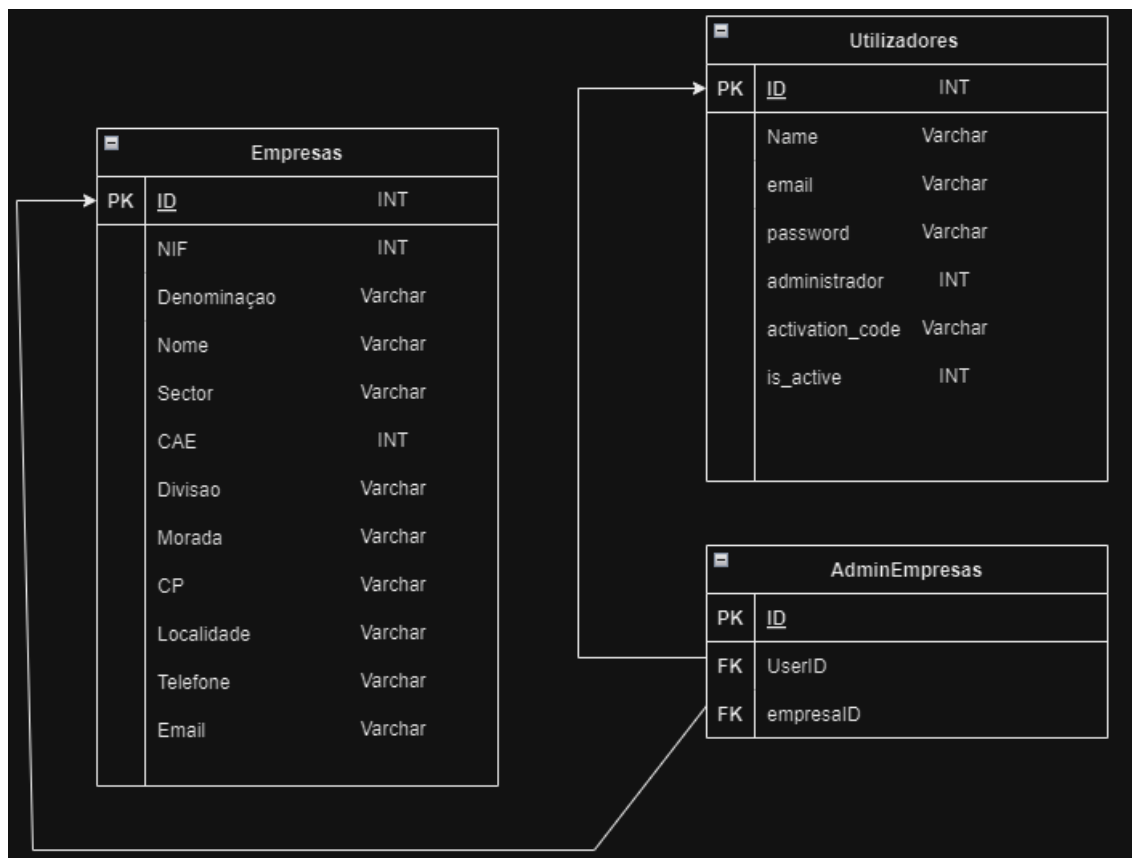 Empresas
PK ID INT
NIF INT
Denominaçao Varchar
Nome Varchar
Sector Varchar
CAE INT
Divisao Varchar
Morada Varchar
CP Varchar
Localidade Varchar
Telefone Varchar
Email Varchar
Utilizadores
PK ID INT
Name Varchar
email Varchar
password Varchar
administrador INT
activation_code Varchar
is_active INT
AdminEmpresas
PK ID
FK UserID
FK empresaID